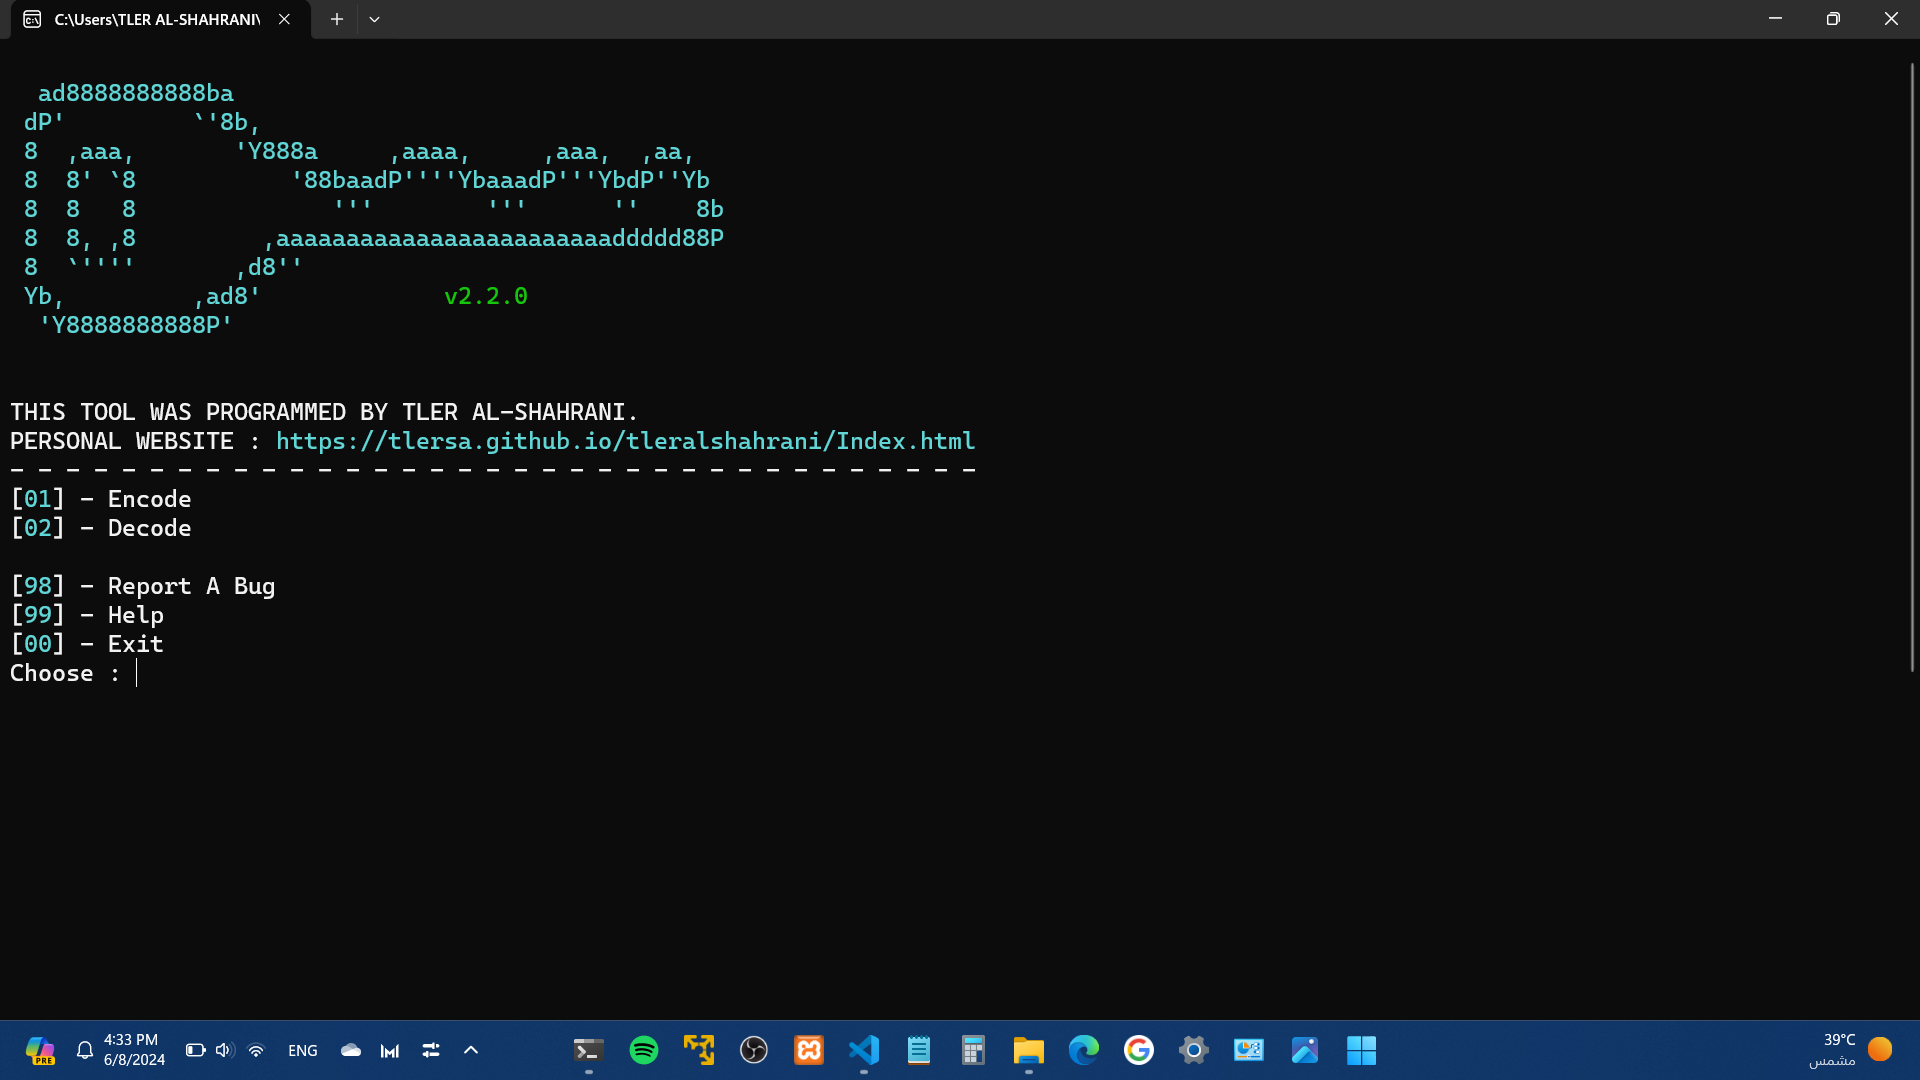 C:\Users\TLER AL-SHAHRANI\
  ad8888888888ba
 dP'         `'8b,
 8  ,aaa,       'Y888a     ,aaaa,     ,aaa,  ,aa,
 8  8' `8           '88baadP''''YbaaadP'''YbdP''Yb
 8  8   8              '''        '''      ''    8b
 8  8, ,8         ,aaaaaaaaaaaaaaaaaaaaaaaaddddd88P
 8  `''''       ,d8''
 Yb,         ,ad8'             v2.2.0
  'Y8888888888P'
THIS TOOL WAS PROGRAMMED BY TLER AL-SHAHRANI.
PERSONAL WEBSITE : https://tlersa.github.io/tleralshahrani/Index.html
- - - - - - - - - - - - - - - - - - - - - - - - - - - - - - - - - - -
[01] - Encode
[02] - Decode
[98] - Report A Bug
[99] - Help
[00] - Exit
Choose :
PRE
4:33 PM
6/8/2024
ENG
39°C
مشمس